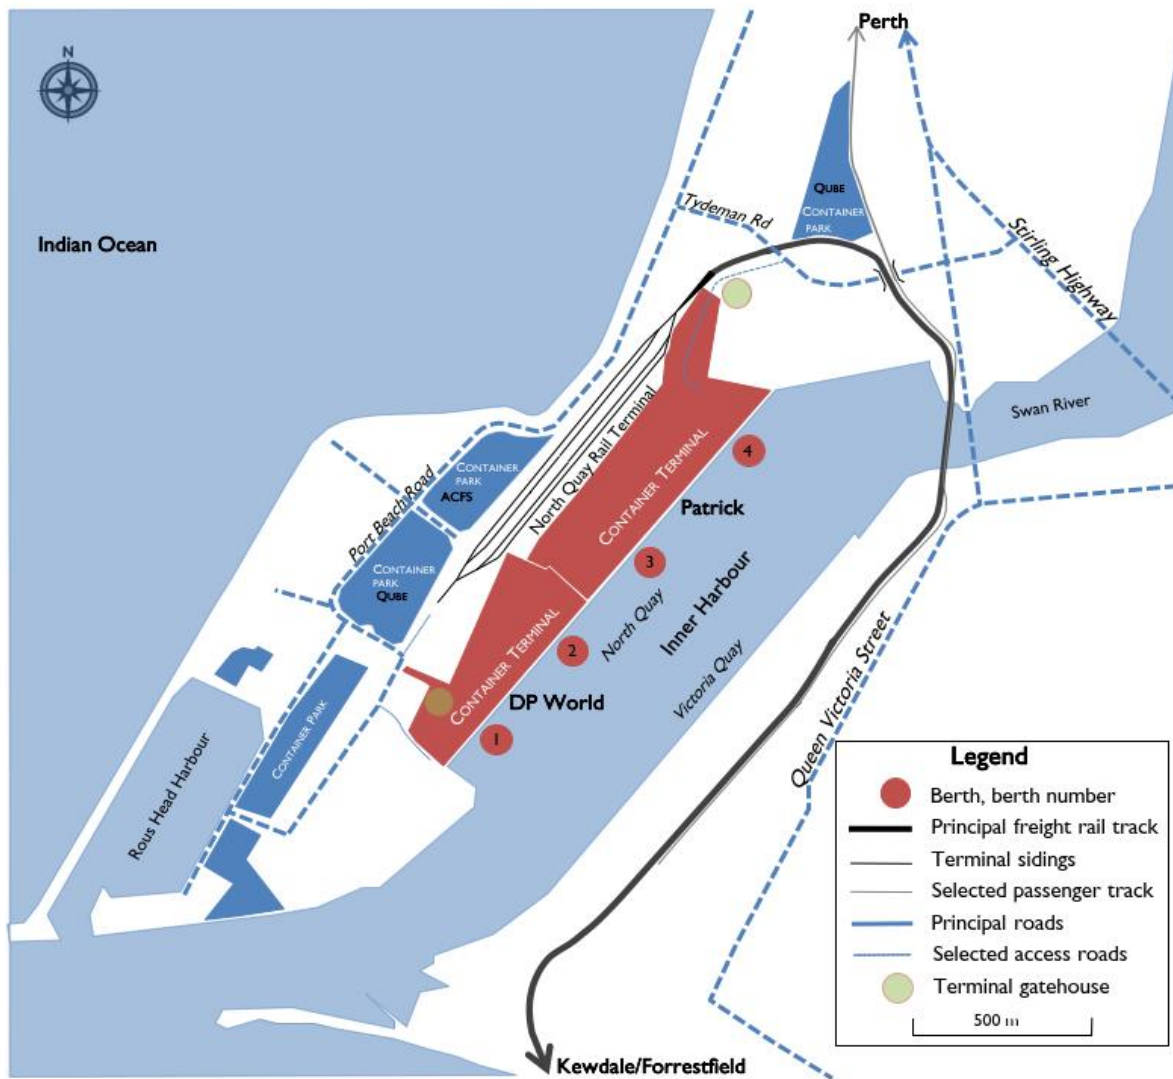 N
Perth
Indian Ocean
QUBE
CONTAINER
PARK
Tydeman Rd
Stirling Highway
Swan River
North Quay Rail Terminal
CONTAINER
PARK
ACFS
Port Beach Road
CONTAINER TERMINAL
4
Patrick
CONTAINER
PARK
QUBE
3
North Quay
Inner Harbour
Victoria Quay
2
CONTAINER TERMINAL
DP World
1
CONTAINER PARK
Rous Head Harbour
Queen Victoria Street
Legend
Berth, berth number
Principal freight rail track
Terminal sidings
Selected passenger track
Principal roads
Selected access roads
Terminal gatehouse
500 m
Kewdale/Forrestfield